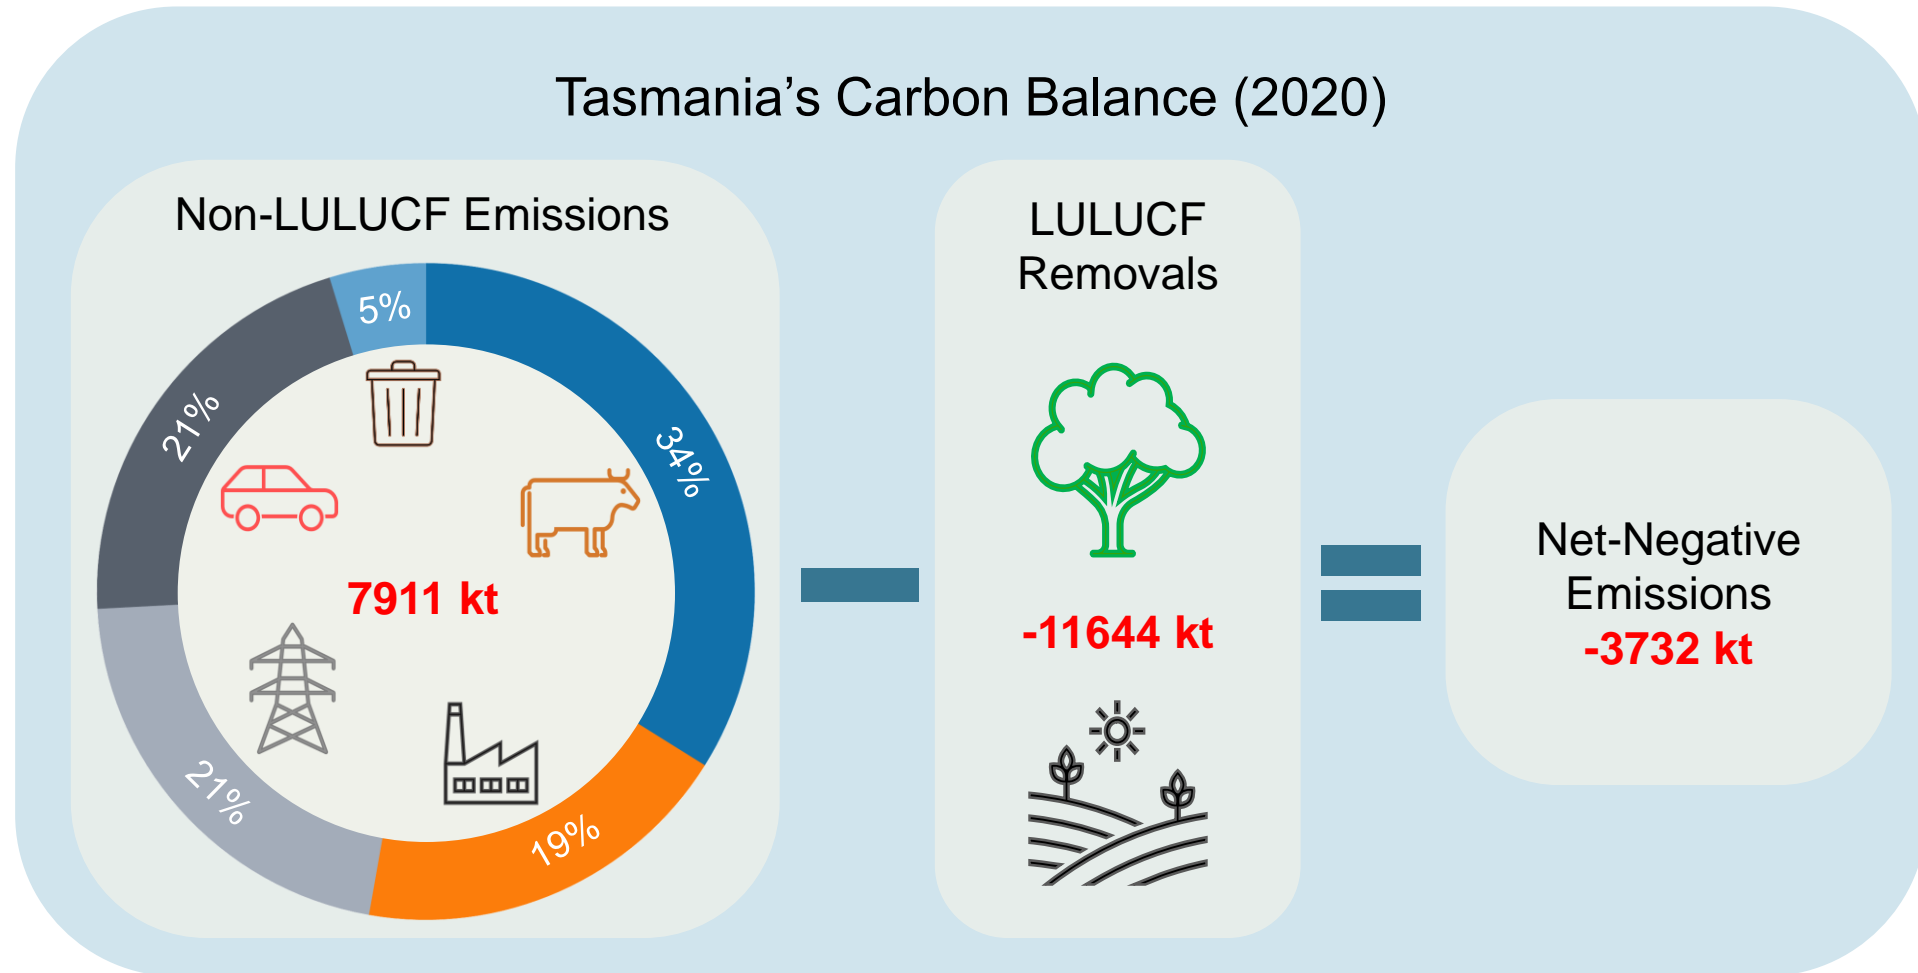 Tasmania’s Carbon Balance (2020)
Non-LULUCF Emissions
5%
34%
21%
7911 kt
21%
19%
LULUCF
Removals
-11644 kt
Net-Negative
Emissions
-3732 kt